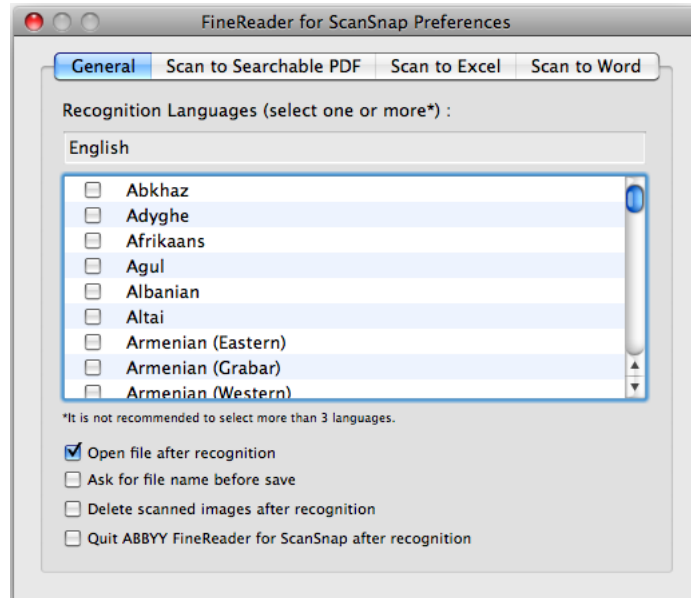 FineReader for ScanSnap Preferences
General Scan to Searchable PDF Scan to Excel Scan to Word
Recognition Languages (select one or more*) :
English
Abkhaz
Adyghe
Afrikaans
Agul
Albanian
Altai
Armenian (Eastern)
Armenian (Grabar)
Armenian (Western)
*It is not recommended to select more than 3 languages.
Open file after recognition
Ask for file name before save
Delete scanned images after recognition
Quit ABBYY FineReader for ScanSnap after recognition